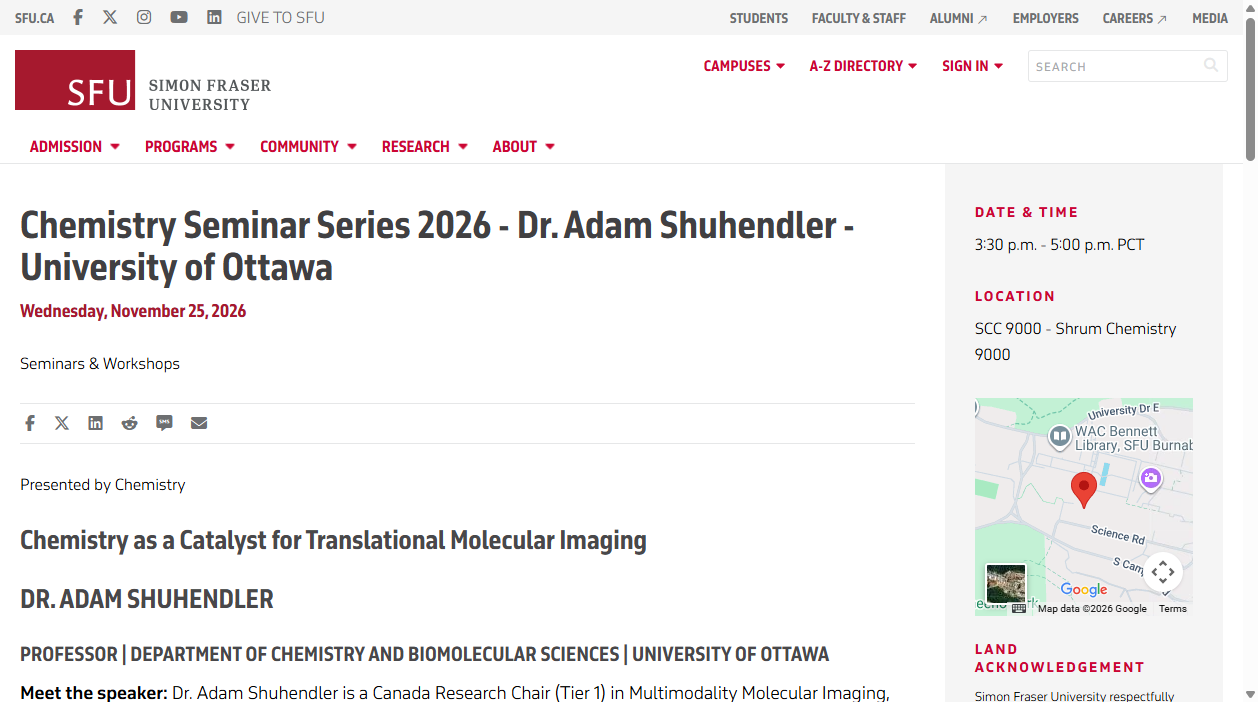 SFU.CA GIVE TO SFU STUDENTS FACULTY & STAFF ALUMNI EMPLOYERS CAREERS MEDIA
SFU SIMON FRASER
UNIVERSITY
CAMPUSES A-Z DIRECTORY SIGN IN SEARCH
ADMISSION PROGRAMS COMMUNITY RESEARCH ABOUT
Chemistry Seminar Series 2026 - Dr. Adam Shuhendler -
University of Ottawa
Wednesday, November 25, 2026
Seminars & Workshops
SMS
Presented by Chemistry
Chemistry as a Catalyst for Translational Molecular Imaging
DR. ADAM SHUHENDLER
PROFESSOR | DEPARTMENT OF CHEMISTRY AND BIOMOLECULAR SCIENCES | UNIVERSITY OF OTTAWA
Meet the speaker: Dr. Adam Shuhendler is a Canada Research Chair (Tier 1) in Multimodality Molecular Imaging,
DATE & TIME
3:30 p.m. - 5:00 p.m. PCT
LOCATION
SCC 9000 - Shrum Chemistry
9000
University Dr E
WAC Bennett
Library, SFU Burnab
Science Rd
S Cam
Google
Map data ©2026 Google Terms
LAND
ACKNOWLEDGEMENT
Simon Fraser University respectfully